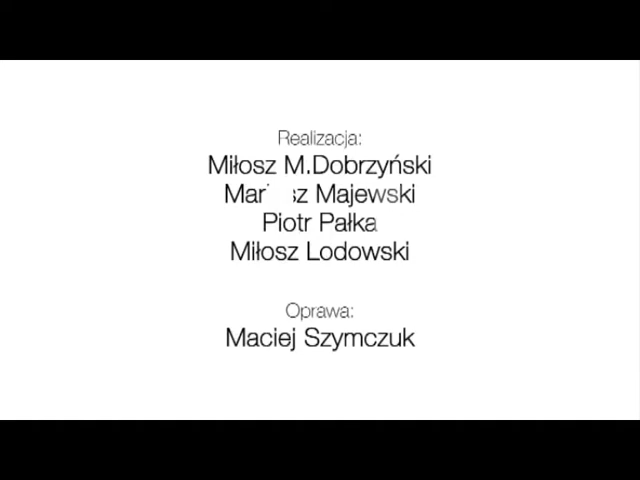 Realizacja:
Miłosz M.Dobrzyński
Majewski
Piotr Pałka
Miłosz Lodowski
Oprawa:
Maciej Szymczuk